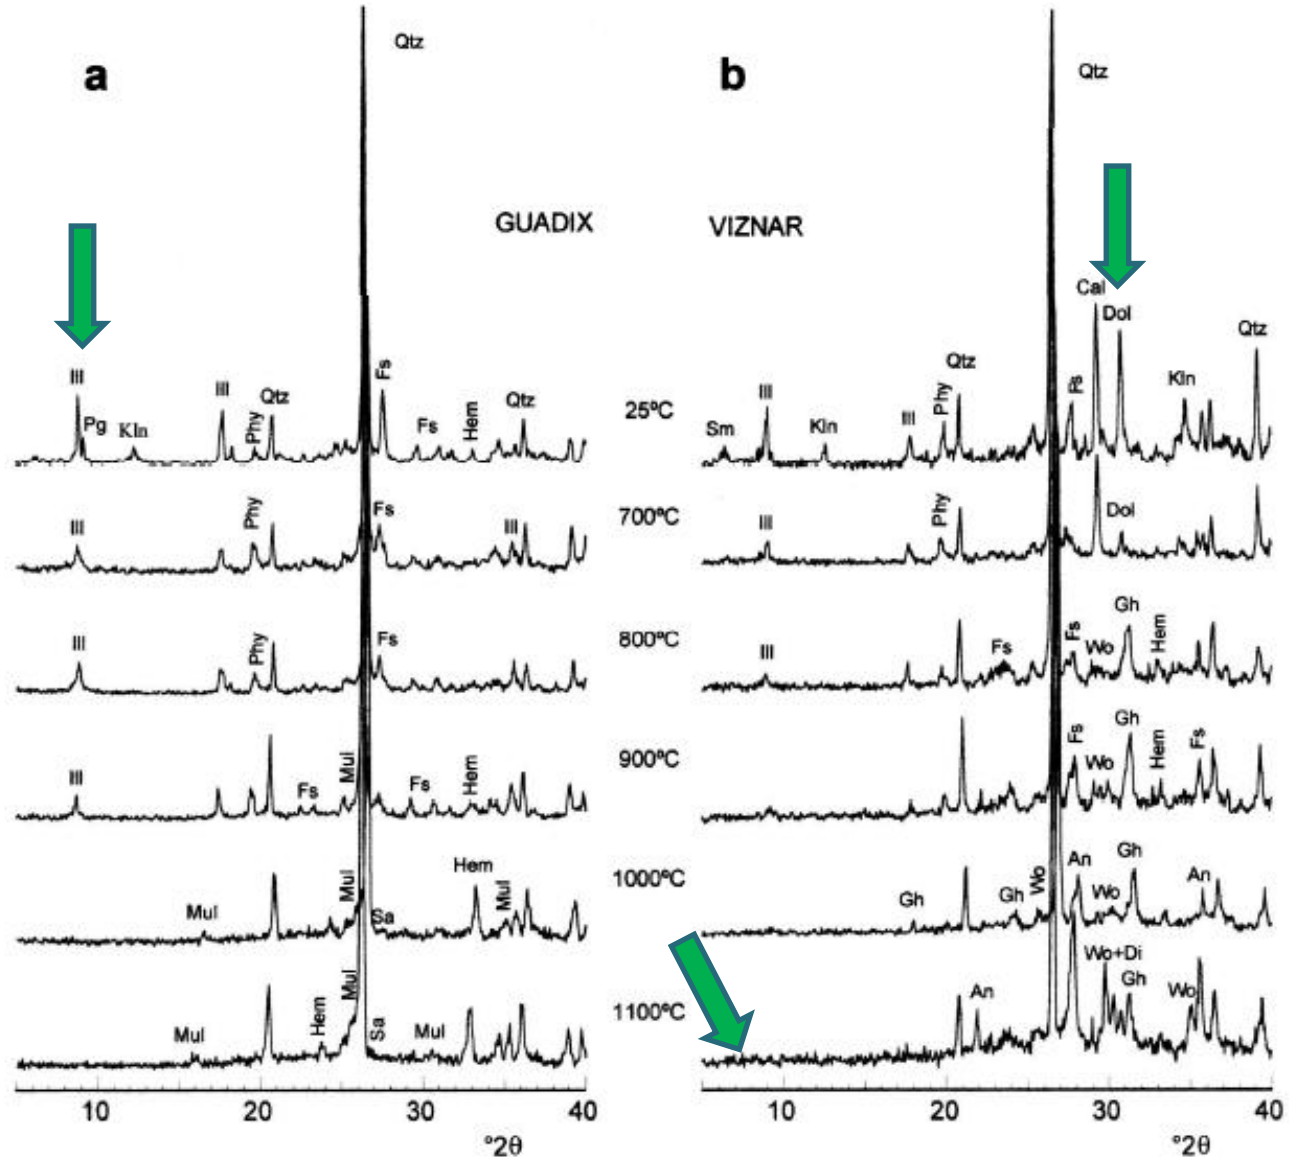 a
Qtz
b
Qtz
GUADIX
VIZNAR
Ill
Pg
Kln
Ill
Phy
Qtz
Fs
Fs
Hem
Qtz
25ºC
Sm
Ill
Kln
Ill
Phy
Qtz
Fs
Cal
Dol
Kln
Qtz
Ill
Phy
Fs
Ill
700ºC
Ill
Phy
Dol
Ill
Phy
Fs
800ºC
Ill
Fs
Fs
Wo
Gh
Hem
Ill
Fs
Mul
Fs
Hem
900ºC
Fs
Wo
Gh
Hem
Fs
Mul
Mul
Sa
Hem
Mul
1000ºC
Gh
Gh
Wo
An
Wo
Gh
An
Mul
Hem
Mul
Sa
Mul
1100ºC
An
Wo+Di
Gh
Wo
10 20 30 40
°2θ
10 20 30 40
°2θ